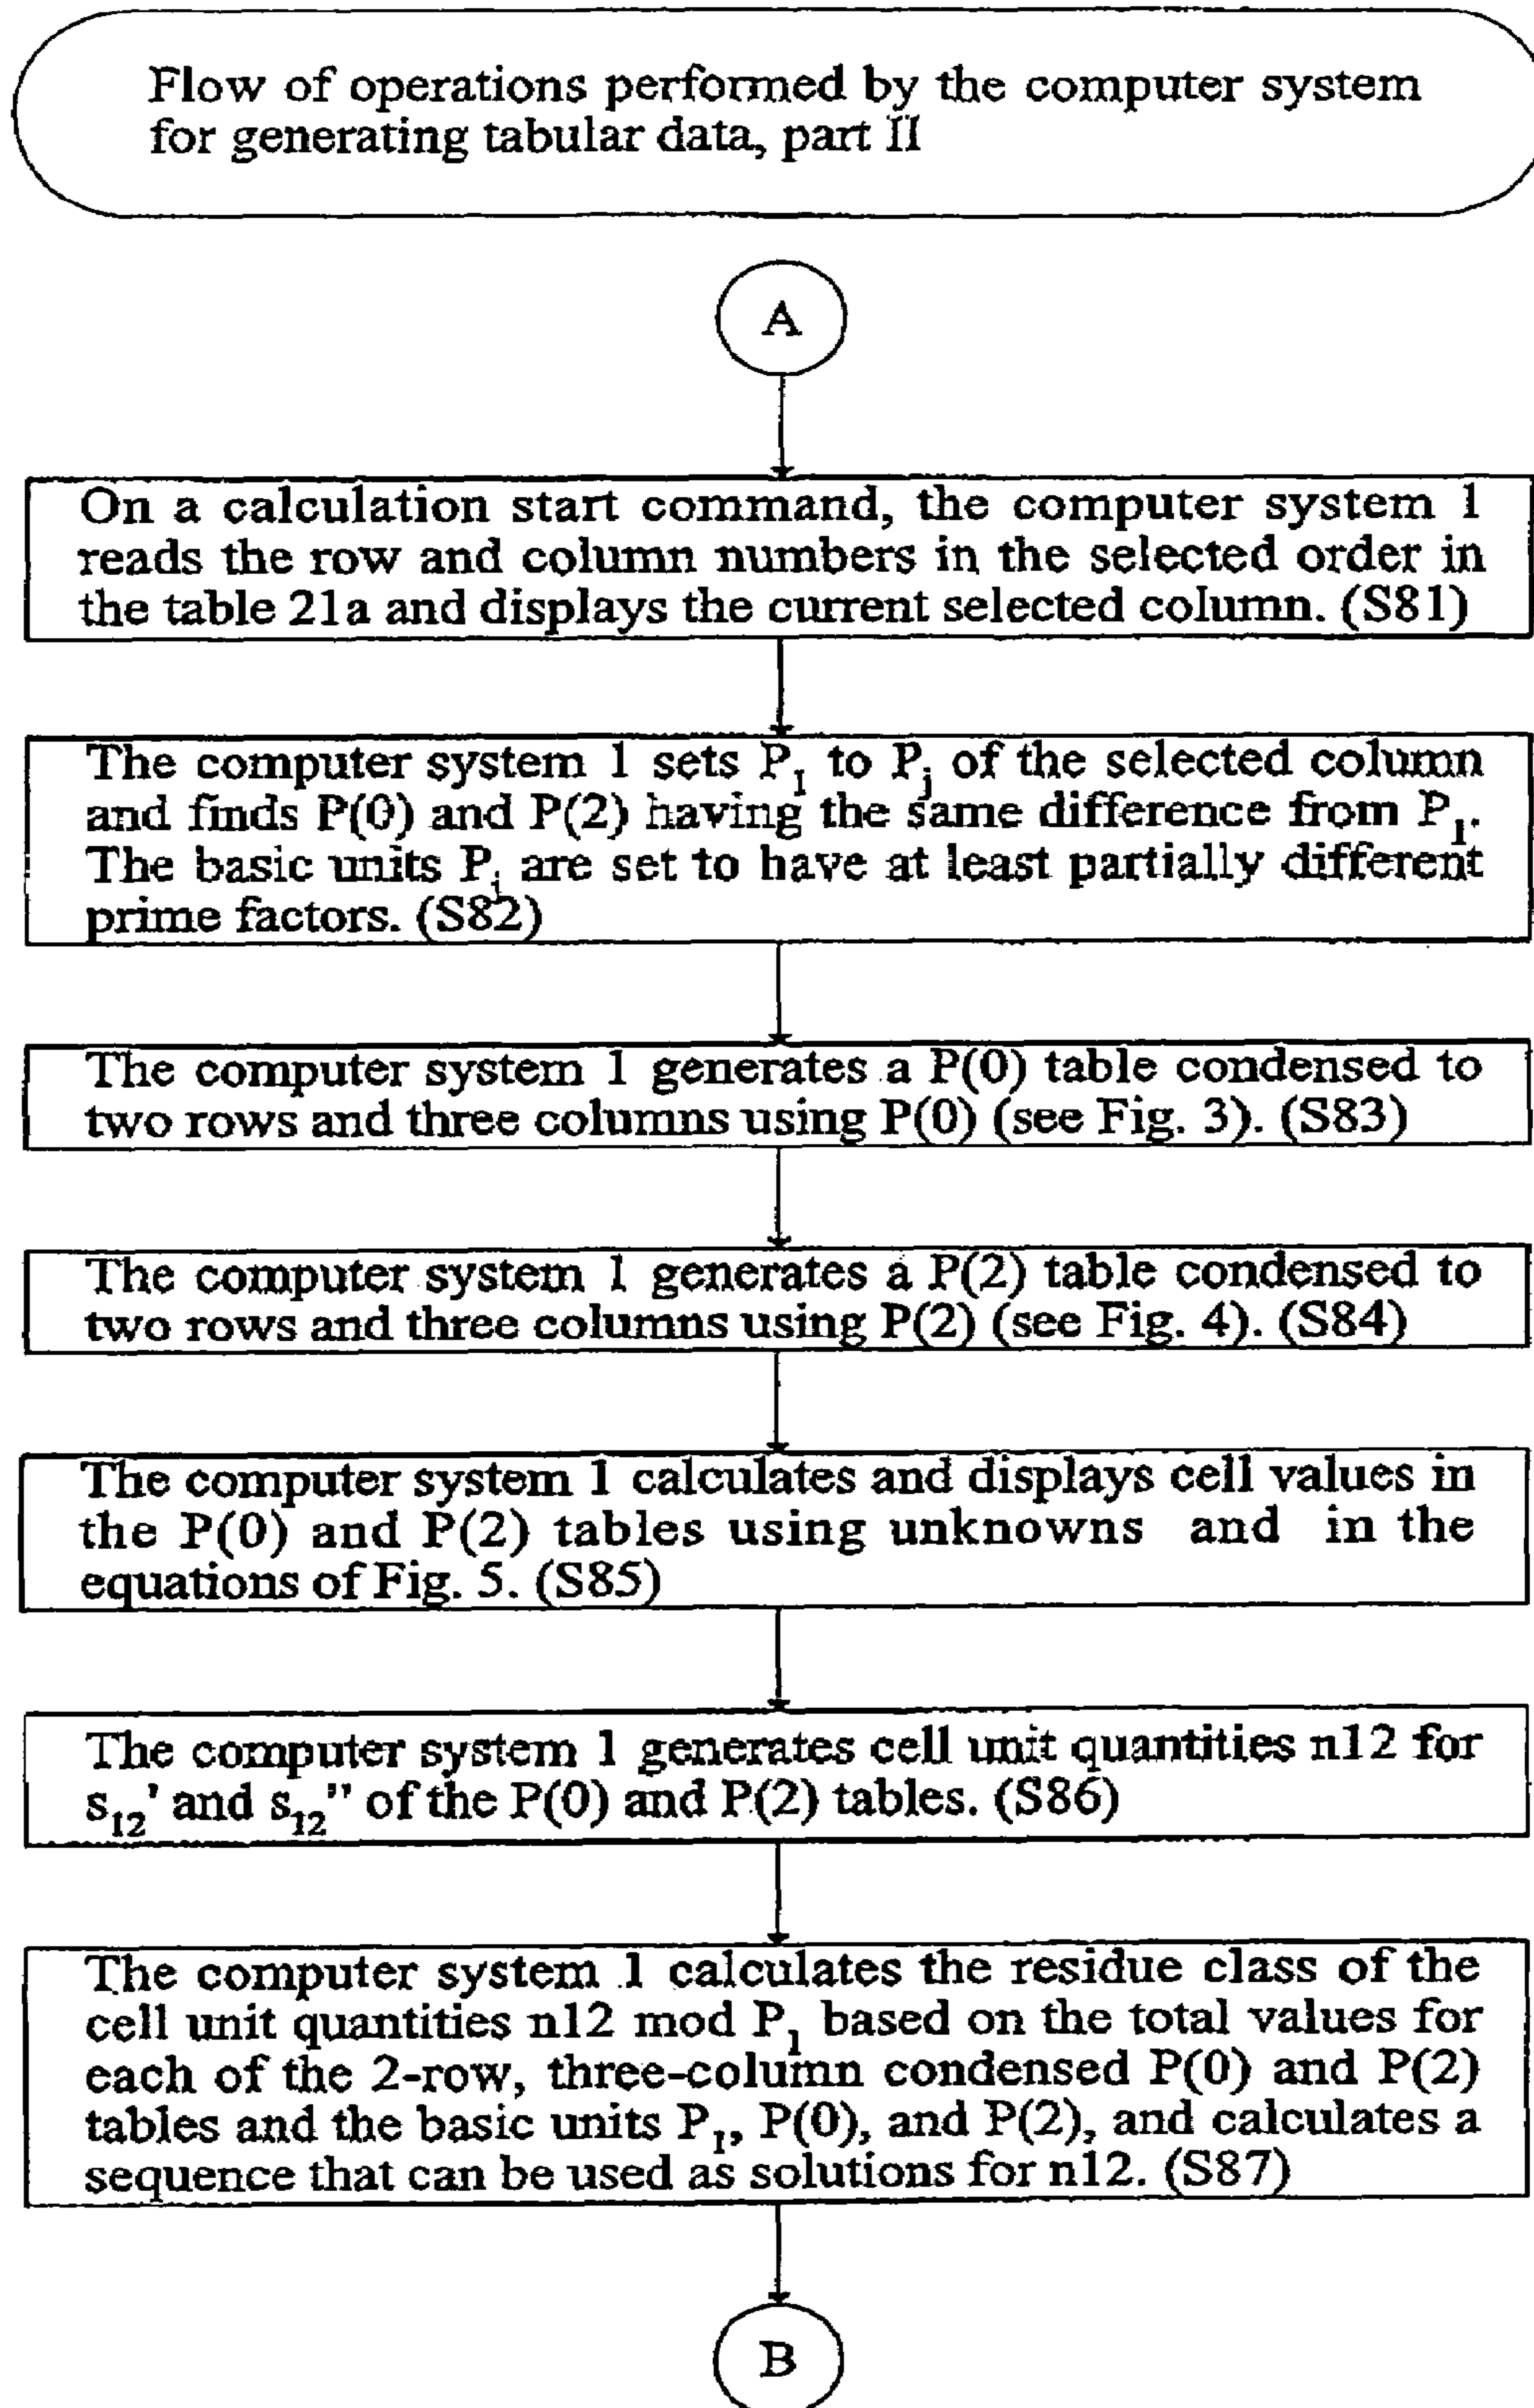 Flow of operations performed by the computer system
for generating tabular data, part II
A
On a calculation start command, the computer system 1
reads the row and column numbers in the selected order in
the table 21a and displays the current selected column. (S81)
The computer system 1 sets P₁ to Pⱼ of the selected column
and finds P(0) and P(2) having the same difference from P₁.
The basic units Pⱼ are set to have at least partially different
prime factors. (S82)
The computer system 1 generates a P(0) table condensed to
two rows and three columns using P(0) (see Fig. 3). (S83)
The computer system 1 generates a P(2) table condensed to
two rows and three columns using P(2) (see Fig. 4). (S84)
The computer system 1 calculates and displays cell values in
the P(0) and P(2) tables using unknowns and in the
equations of Fig. 5. (S85)
The computer system 1 generates cell unit quantities n12 for
s₁₂' and s₁₂" of the P(0) and P(2) tables. (S86)
The computer system 1 calculates the residue class of the
cell unit quantities n12 mod P₁ based on the total values for
each of the 2-row, three-column condensed P(0) and P(2)
tables and the basic units P₁, P(0), and P(2), and calculates a
sequence that can be used as solutions for n12. (S87)
B